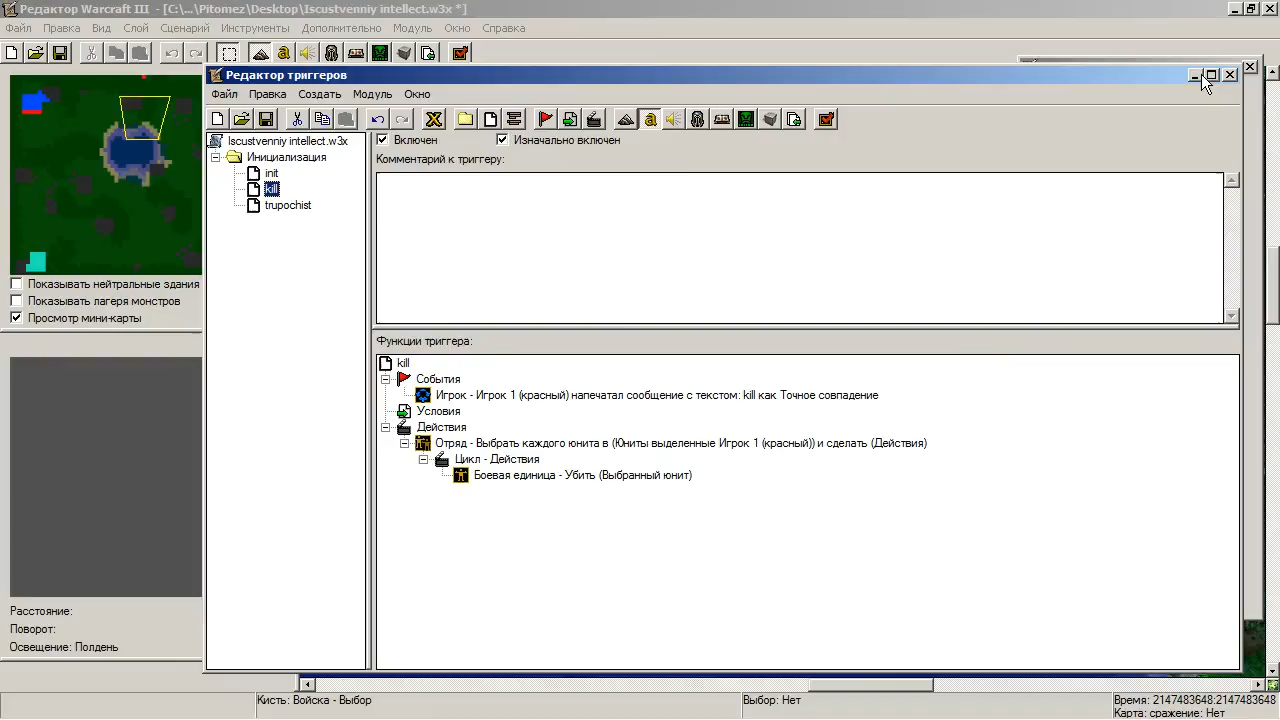 Редактор Warcraft III - [C:\...\Pitomez\Desktop\Iscustvenniy intellect.w3x *]
Файл Правка Вид Слой Сценарий Инструменты Дополнительно Модуль Окно Справка
Редактор триггеров
Файл Правка Создать Модуль Окно
Iscustvenniy intellect.w3x
Инициализация
init
kill
trupochist
Включен
Изначально включен
Комментарий к триггеру:
Показывать нейтральные здания
Показывать лагеря монстров
Просмотр мини-карты
Функции триггера:
kill
События
Игрок - Игрок 1 (красный) напечатал сообщение с текстом: kill как Точное совпадение
Условия
Действия
Отряд - Выбрать каждого юнита в (Юниты выделенные Игрок 1 (красный)) и сделать (Действия)
Цикл - Действия
Боевая единица - Убить (Выбранный юнит)
Расстояние:
Поворот:
Освещение: Полдень
Кисть: Войска - Выбор
Выбор: Нет
Время: 2147483648:2147483648
Карта: сражение: Нет